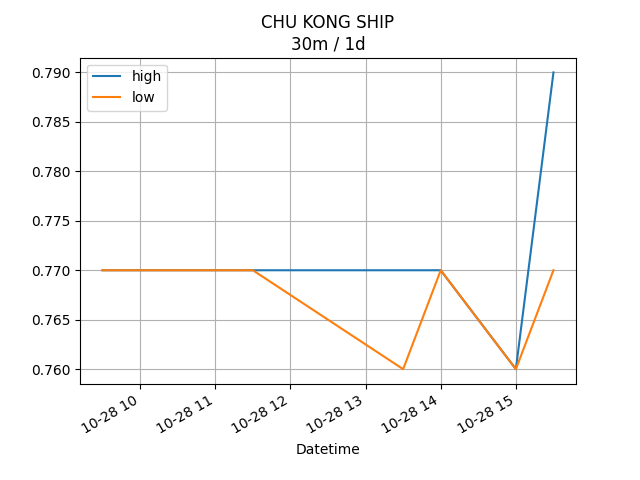 CHU KONG SHIP
30m / 1d
high
low
0.790
0.785
0.780
0.775
0.770
0.765
0.760
10-28 10
10-28 11
10-28 12
10-28 13
10-28 14
10-28 15
Datetime